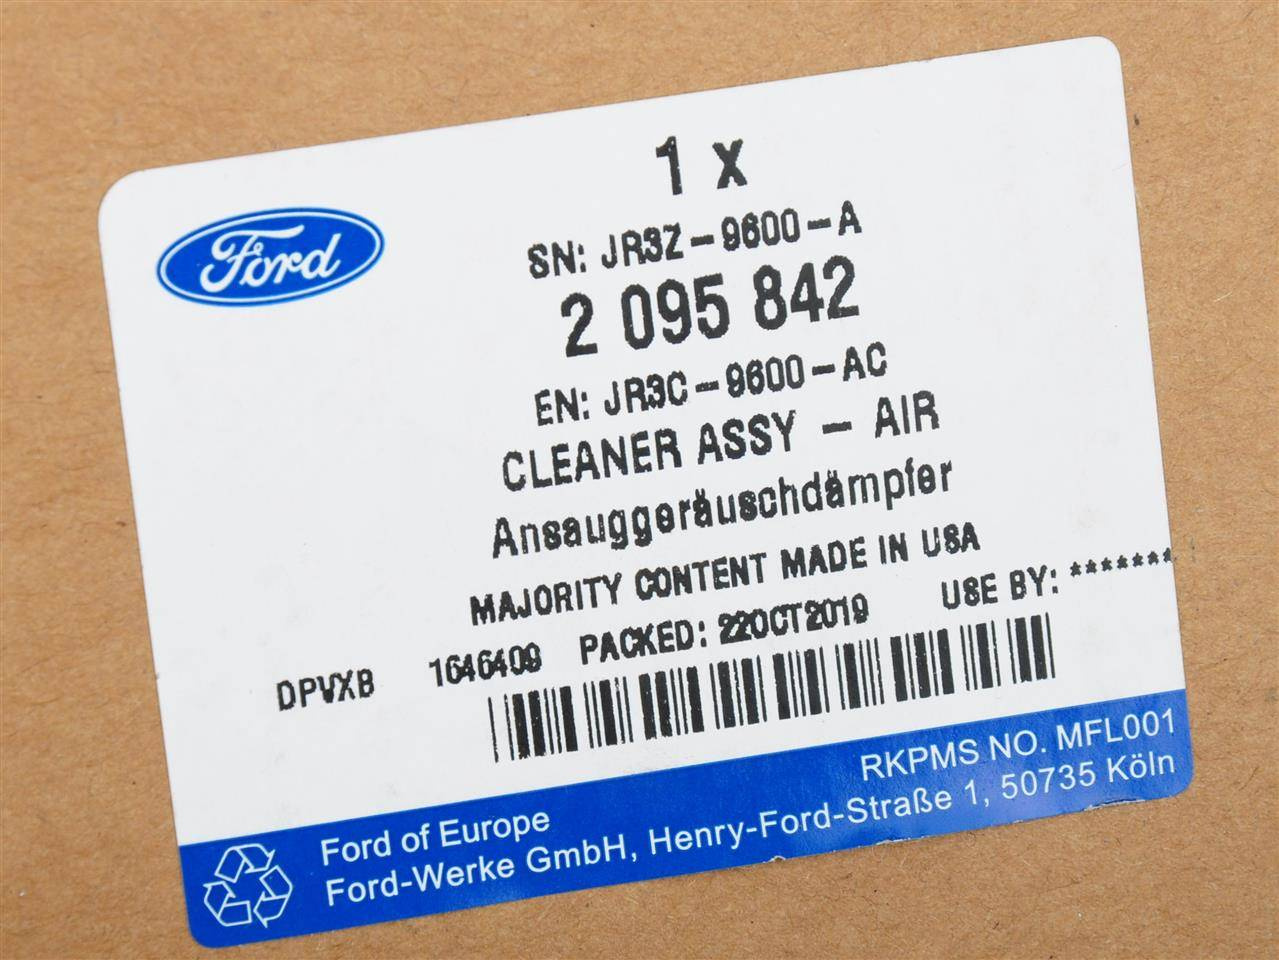 Ford
1 x
SN: JR3Z-9600-A
2 095 842
EN: JR3C-9600-AC
CLEANER ASSY - AIR
Ansauggeräuschdämpfer
MAJORITY CONTENT MADE IN USA
DPVXB 1646409 PACKED: 22OCT2019 USE BY: *******
RKPMS NO. MFL001
Ford of Europe
Ford-Werke GmbH, Henry-Ford-Straße 1, 50735 Köln